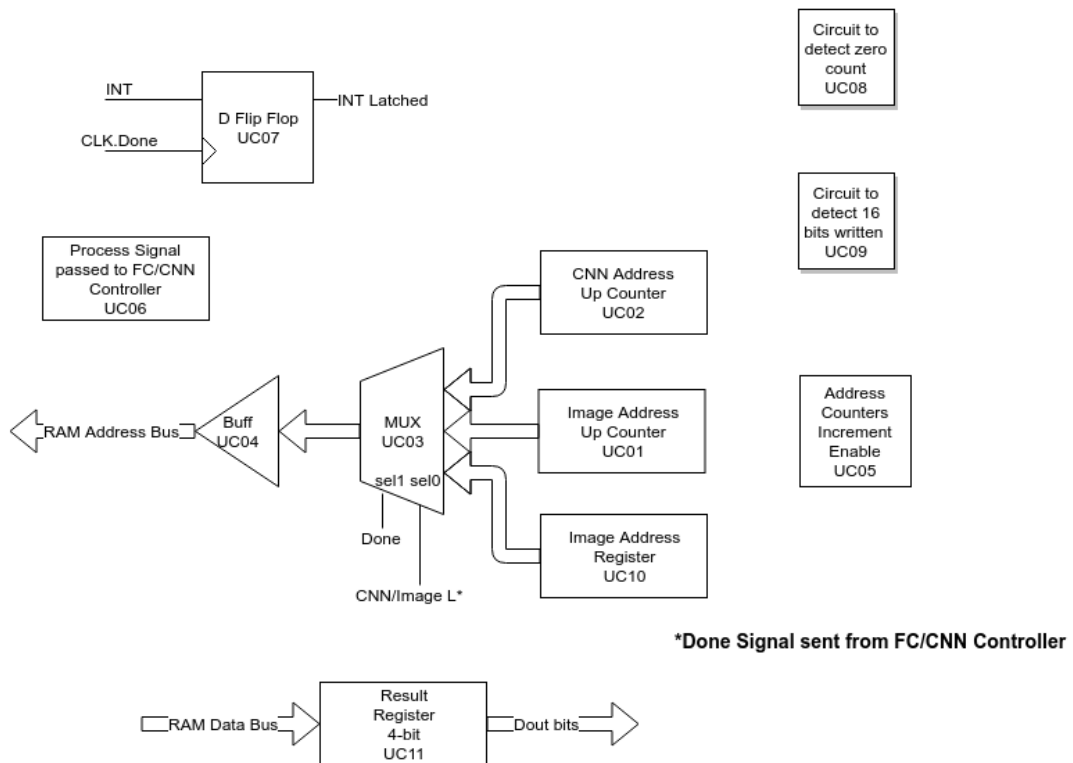 Circuit to
detect zero
count
UC08
INT
INT Latched
D Flip Flop
UC07
CLK.Done
Circuit to
detect 16
bits written
UC09
Process Signal
passed to FC/CNN
Controller
UC06
CNN Address
Up Counter
UC02
RAM Address Bus
Buff
UC04
MUX
UC03
sel1 sel0
Image Address
Up Counter
UC01
Address
Counters
Increment
Enable
UC05
Done
CNN/Image L*
Image Address
Register
UC10
*Done Signal sent from FC/CNN Controller
RAM Data Bus
Result
Register
4-bit
UC11
Dout bits